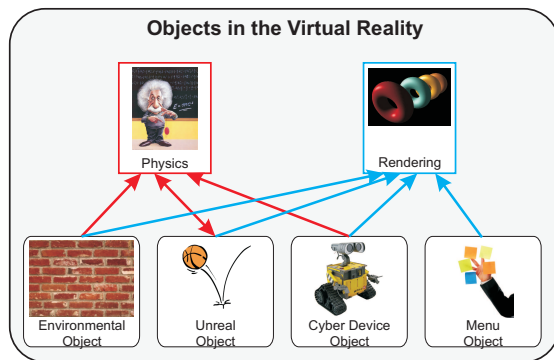 Objects in the Virtual Reality
Physics
Rendering
Environmental
Object
Unreal
Object
Cyber Device
Object
Menu
Object